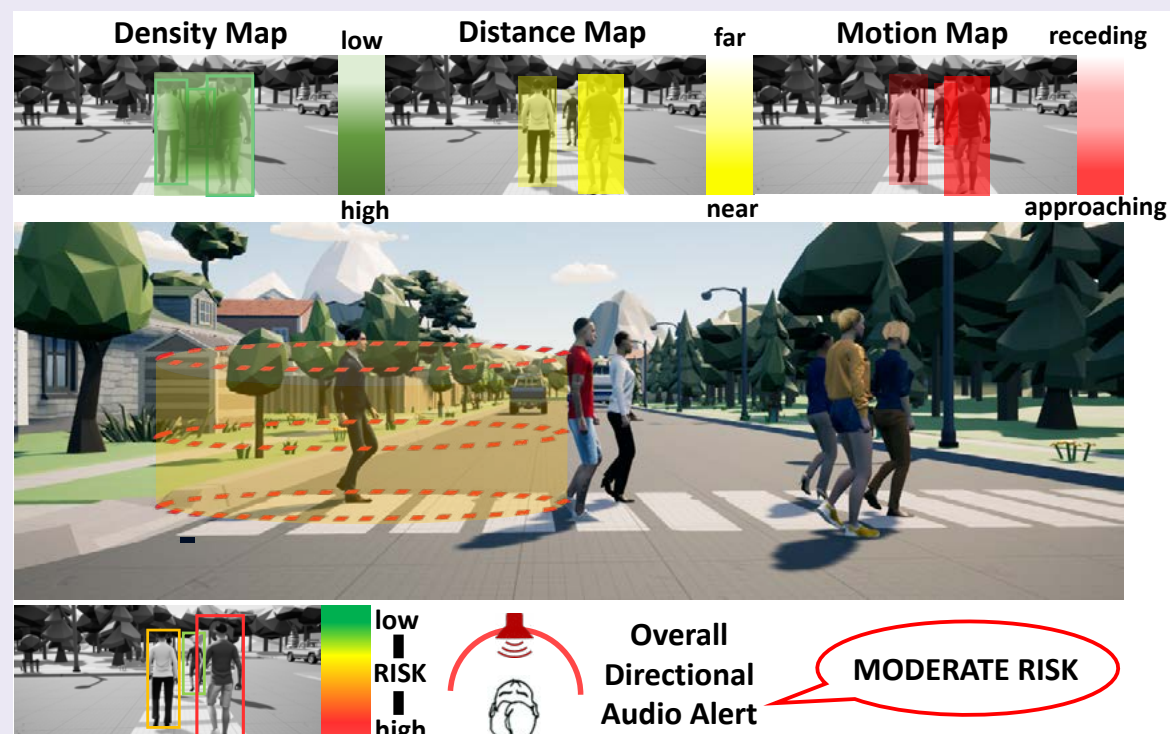 Density Map
low
high
Distance Map
far
near
Motion Map
receding
approaching
low
RISK
high
Overall
Directional
Audio Alert
MODERATE RISK